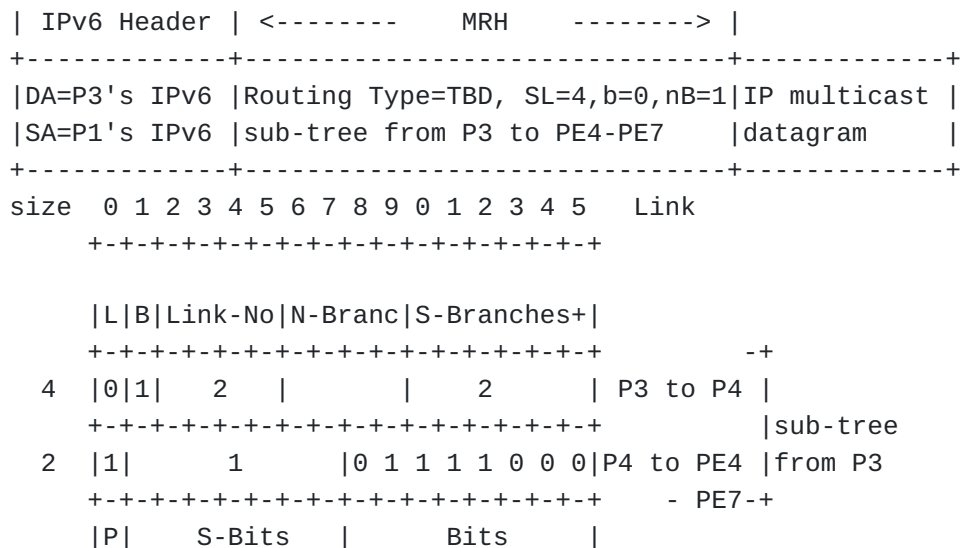 | IPv6 Header | <-------- MRH --------> |
+-------------+-------------------------------+-------------+
|DA=P3's IPv6 |Routing Type=TBD, SL=4,b=0,nB=1|IP multicast |
|SA=P1's IPv6 |sub-tree from P3 to PE4-PE7 |datagram |
+-------------+-------------------------------+-------------+
size 0 1 2 3 4 5 6 7 8 9 0 1 2 3 4 5 Link
+-+-+-+-+-+-+-+-+-+-+-+-+-+-+-+-+
|L|B|Link-No|N-Branc|S-Branches+|
+-+-+-+-+-+-+-+-+-+-+-+-+-+-+-+-+ -+
4 |0|1| 2 | | 2 | P3 to P4 |
+-+-+-+-+-+-+-+-+-+-+-+-+-+-+-+-+ |sub-tree
2 |1| 1 |0 1 1 1 1 0 0 0|P4 to PE4 |from P3
+-+-+-+-+-+-+-+-+-+-+-+-+-+-+-+-+ - PE7-+
|P| S-Bits | Bits |